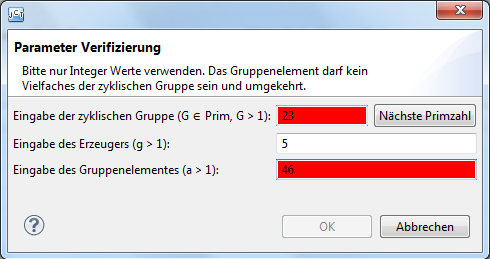 JCT
Parameter Verifizierung
Bitte nur Integer Werte verwenden. Das Gruppenelement darf kein
Vielfaches der zyklischen Gruppe sein und umgekehrt.
Eingabe der zyklischen Gruppe (G ∈ Prim, G > 1): 23 Nächste Primzahl
Eingabe des Erzeugers (g > 1): 5
Eingabe des Gruppenelementes (a > 1): 46
? OK Abbrechen